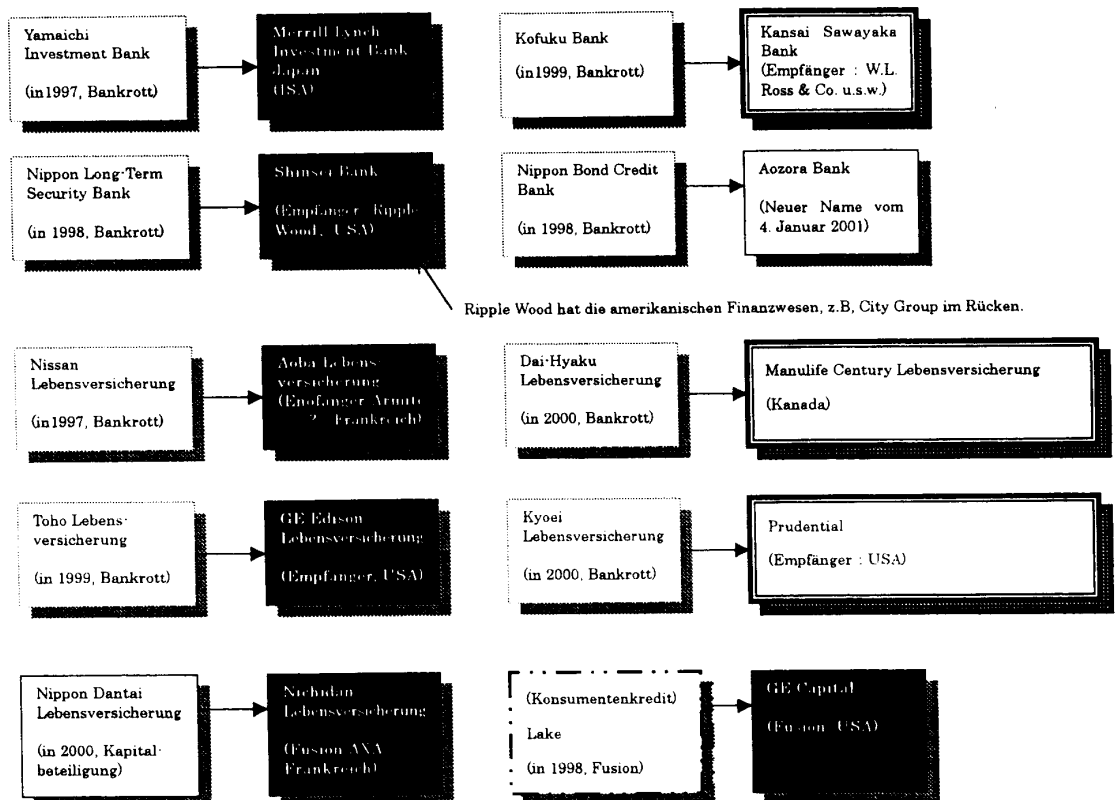 Yamaichi
Investment Bank
(in1997, Bankrott)
Merrill Lynch
Investment Bank
Japan
Kofuku Bank
(in1999, Bankrott)
Kansai Sawayaka
Bank
(Empfänger : W.L.
Ross & Co. u.s.w.)
Nippon Long-Term
Security Bank
(in 1998, Bankrott)
Shinsei Bank
(Empfanger Ripple
Wood, USA)
Nippon Bond Credit
Bank
(in 1998, Bankrott)
Aozora Bank
(Neuer Name vom
4. Januar 2001)
Ripple Wood hat die amerikanischen Finanzwesen, z.B, City Group im Rücken.
Nissan
Lebensversicherung
(in1997, Bankrott)
Aoba Lebens-
versicherung
Frankreich)
Dai-Hyaku
Lebensversicherung
(in 2000, Bankrott)
Manulife Century Lebensversicherung
(Kanada)
Toho Lebens-
versicherung
(in 1999, Bankrott)
GE Edison
Lebensversicherung
(Empfanger, USA)
Kyoei
Lebensversicherung
(in 2000, Bankrott)
Prudential
(Empfänger : USA)
Nippon Dantai
Lebensversicherung
(in 2000, Kapital-
beteiligung)
Nichidan
Lebensversicherung
(Fusion AXA
Frankreich)
(Konsumentenkredit)
Lake
(in 1998, Fusion)
GE Capital
(Fusion USA)